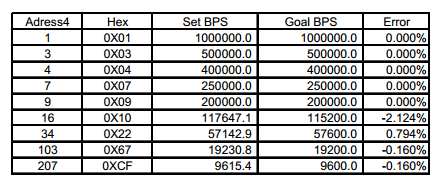 Adress4 Hex Set BPS Goal BPS Error
1 0X01 1000000.0 1000000.0 0.000%
3 0X03 500000.0 500000.0 0.000%
4 0X04 400000.0 400000.0 0.000%
7 0X07 250000.0 250000.0 0.000%
9 0X09 200000.0 200000.0 0.000%
16 0X10 117647.1 115200.0 -2.124%
34 0X22 57142.9 57600.0 0.794%
103 0X67 19230.8 19200.0 -0.160%
207 0XCF 9615.4 9600.0 -0.160%